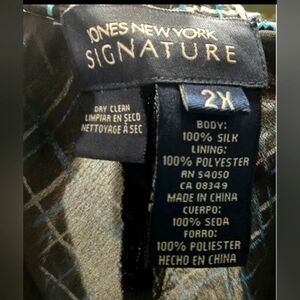 JONES NEW YORK
SIGNATURE
DRY CLEAN
LIMPIAR EN SECO
NETTOYAGE À SEC
2X
BODY:
100% SILK
LINING:
100% POLYESTER
RN 54050
CA 08349
MADE IN CHINA
CUERPO:
100% SEDA
FORRO:
100% POLIESTER
HECHO EN CHINA